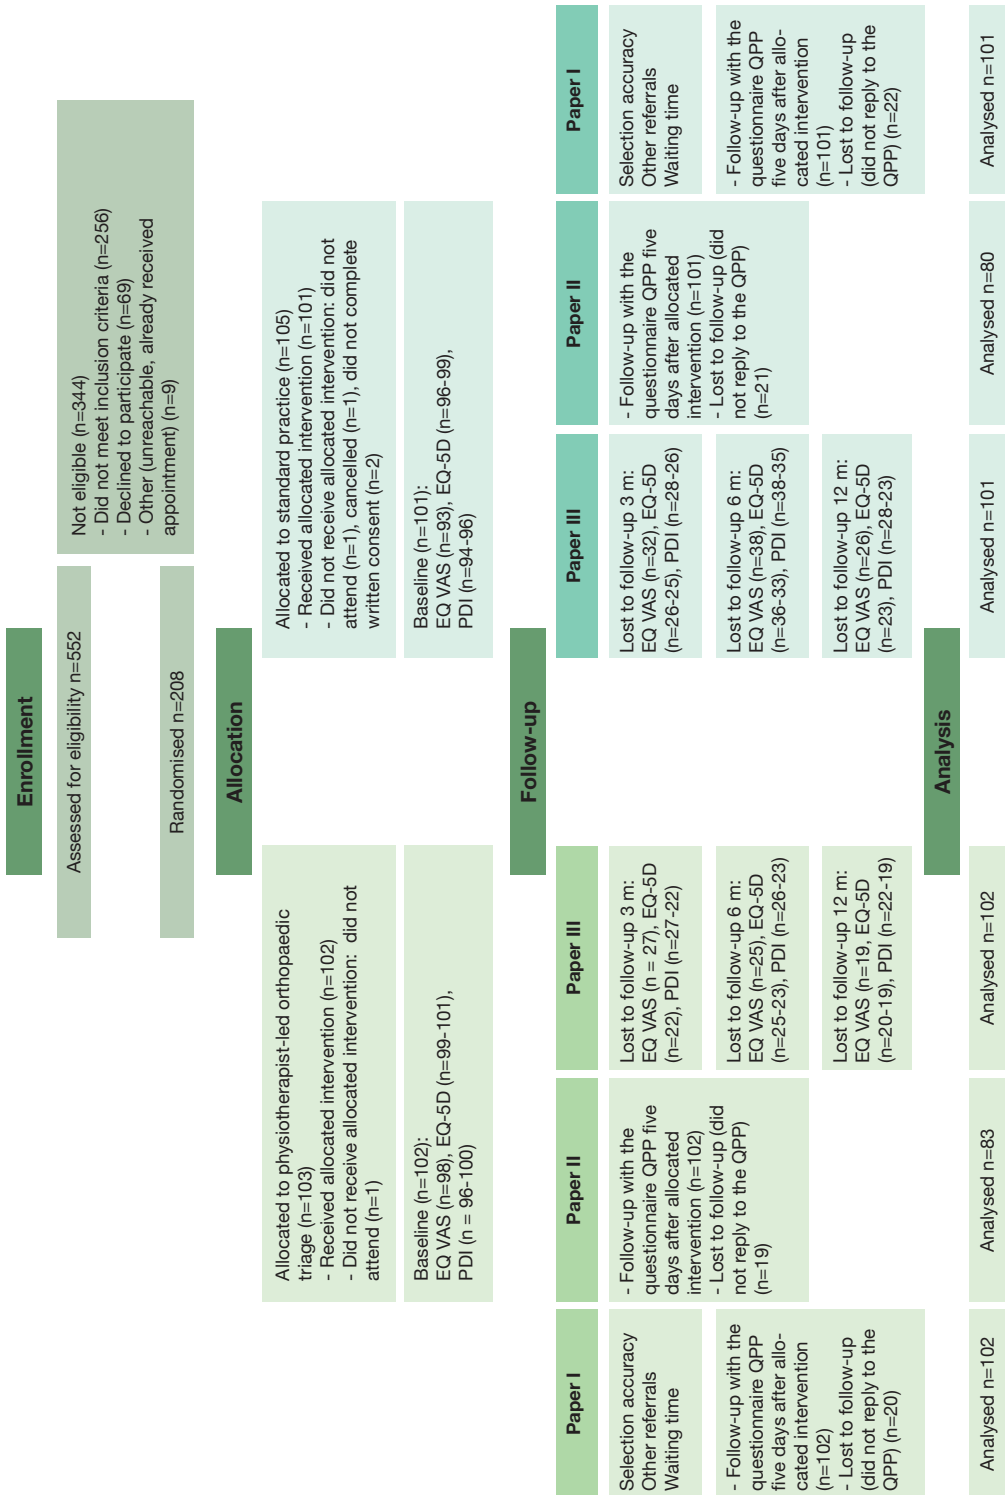 Enrollment
Assessed for eligibility n=552
Not eligible (n=344)
- Did not meet inclusion criteria (n=256)
- Declined to participate (n=69)
- Other (unreachable, already received
appointment) (n=9)
Randomised n=208
Allocation
Allocated to physiotherapist-led orthopaedic
triage (n=103)
- Received allocated intervention (n=102)
- Did not receive allocated intervention: did not
attend (n=1)
Allocated to standard practice (n=105)
- Received allocated intervention (n=101)
- Did not receive allocated intervention: did not
attend (n=1), cancelled (n=1), did not complete
written consent (n=2)
Baseline (n=102):
EQ VAS (n=98), EQ-5D (n=99-101),
PDI (n = 96-100)
Baseline (n=101):
EQ VAS (n=93), EQ-5D (n=96-99),
PDI (n=94-96)
Follow-up
Paper I
Selection accuracy
Other referrals
Waiting time
- Follow-up with the
questionnaire QPP
five days after allo-
cated intervention
(n=102)
- Lost to follow-up
(did not reply to the
QPP) (n=20)
Paper II
- Follow-up with the
questionnaire QPP five
days after allocated
intervention (n=102)
- Lost to follow-up (did
not reply to the QPP)
(n=19)
Paper III
Lost to follow-up 3 m:
EQ VAS (n = 27), EQ-5D
(n=22), PDI (n=27-22)
Lost to follow-up 6 m:
EQ VAS (n=25), EQ-5D
(n=25-23), PDI (n=26-23)
Lost to follow-up 12 m:
EQ VAS (n=19, EQ-5D
(n=20-19), PDI (n=22-19)
Paper III
Lost to follow-up 3 m:
EQ VAS (n=32), EQ-5D
(n=26-25), PDI (n=28-26)
Lost to follow-up 6 m:
EQ VAS (n=38), EQ-5D
(n=36-33), PDI (n=38-35)
Lost to follow-up 12 m:
EQ VAS (n=26), EQ-5D
(n=23), PDI (n=28-23)
Paper II
- Follow-up with the
questionnaire QPP five
days after allocated
intervention (n=101)
- Lost to follow-up (did
not reply to the QPP)
(n=21)
Paper I
Selection accuracy
Other referrals
Waiting time
- Follow-up with the
questionnaire QPP
five days after allo-
cated intervention
(n=101)
- Lost to follow-up
(did not reply to the
QPP) (n=22)
Analysis
Analysed n=102
Analysed n=83
Analysed n=102
Analysed n=101
Analysed n=80
Analysed n=101